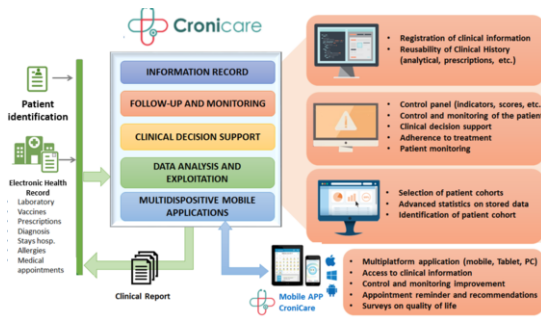 Cronicare
Patient
identification
Electronic Health
Record
• Laboratory
• Vaccines
• Prescriptions
• Diagnosis
• Stays hosp.
• Allergies
• Medical
appointments
INFORMATION RECORD
FOLLOW-UP AND MONITORING
CLINICAL DECISION SUPPORT
DATA ANALYSIS AND
EXPLOITATION
MULTIDISPOSITIVE MOBILE
APPLICATIONS
Clinical Report
Mobile APP
CroniCare
• Registration of clinical information
• Reusability of Clinical History
(analytical, prescriptions, etc.)
• Control panel (indicators, scores, etc.
• Control and monitoring of the patient
• Clinical decision support
• Adherence to treatment
• Patient monitoring
• Selection of patient cohorts
• Advanced statistics on stored data
• Identification of patient cohort
• Multiplatform application (mobile, Tablet, PC)
• Access to clinical information
• Control and monitoring improvement
• Appointment reminder and recommendations
• Surveys on quality of life